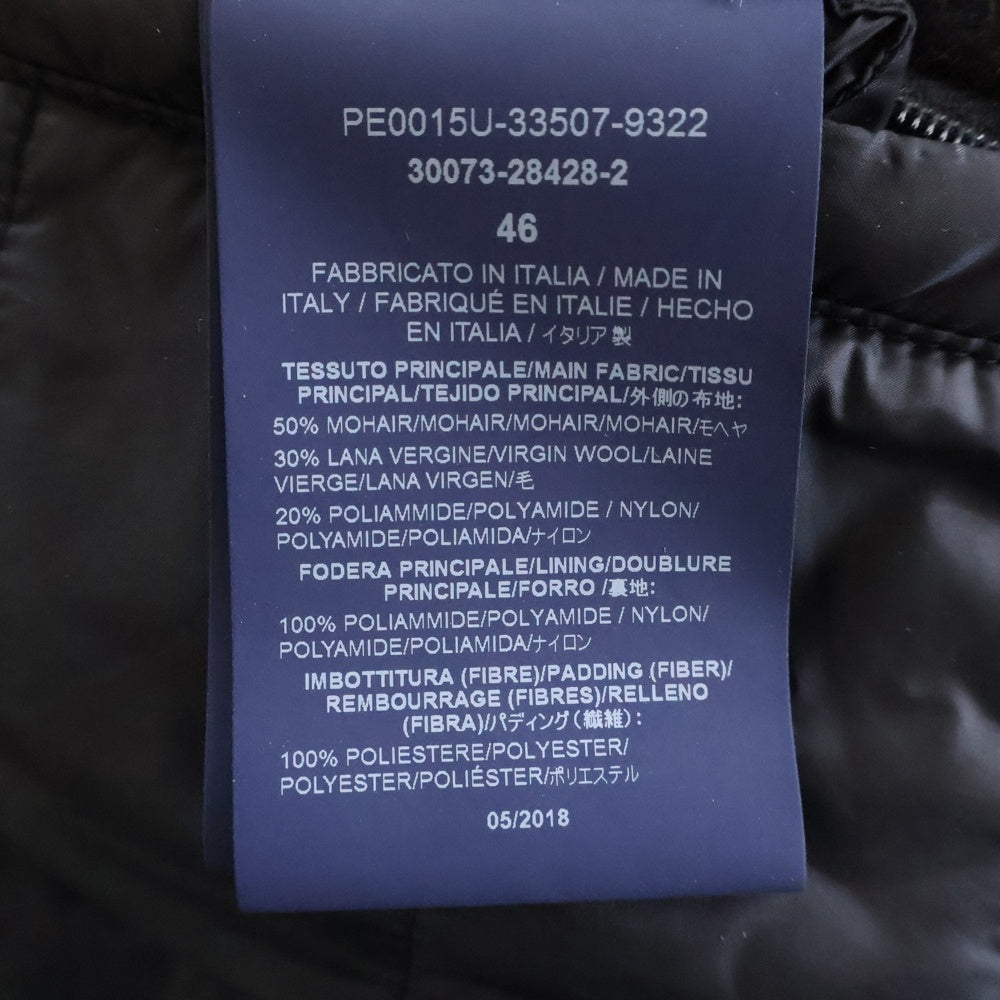 PE0015U-33507-9322
30073-28428-2
46
FABBRICATO IN ITALIA / MADE IN
ITALY / FABRIQUÉ EN ITALIE / HECHO
EN ITALIA / イタリア製
TESSUTO PRINCIPALE/MAIN FABRIC/TISSU
PRINCIPAL/TEJIDO PRINCIPAL/外側の布地:
50% MOHAIR/MOHAIR/MOHAIR/MOHAIR/モヘヤ
30% LANA VERGINE/VIRGIN WOOL/LAINE
VIERGE/LANA VIRGEN/毛
20% POLIAMMIDE/POLYAMIDE / NYLON/
POLYAMIDE/POLIAMIDA/ナイロン
FODERA PRINCIPALE/LINING/DOUBLURE
PRINCIPALE/FORRO /裏地:
100% POLIAMMIDE/POLYAMIDE / NYLON/
POLYAMIDE/POLIAMIDA/ナイロン
IMBOTTITURA (FIBRE)/PADDING (FIBER)/
REMBOURRAGE (FIBRES)/RELLENO
(FIBRA)/パディング(繊維):
100% POLIESTERE/POLYESTER/
POLYESTER/POLIÉSTER/ポリエステル
05/2018